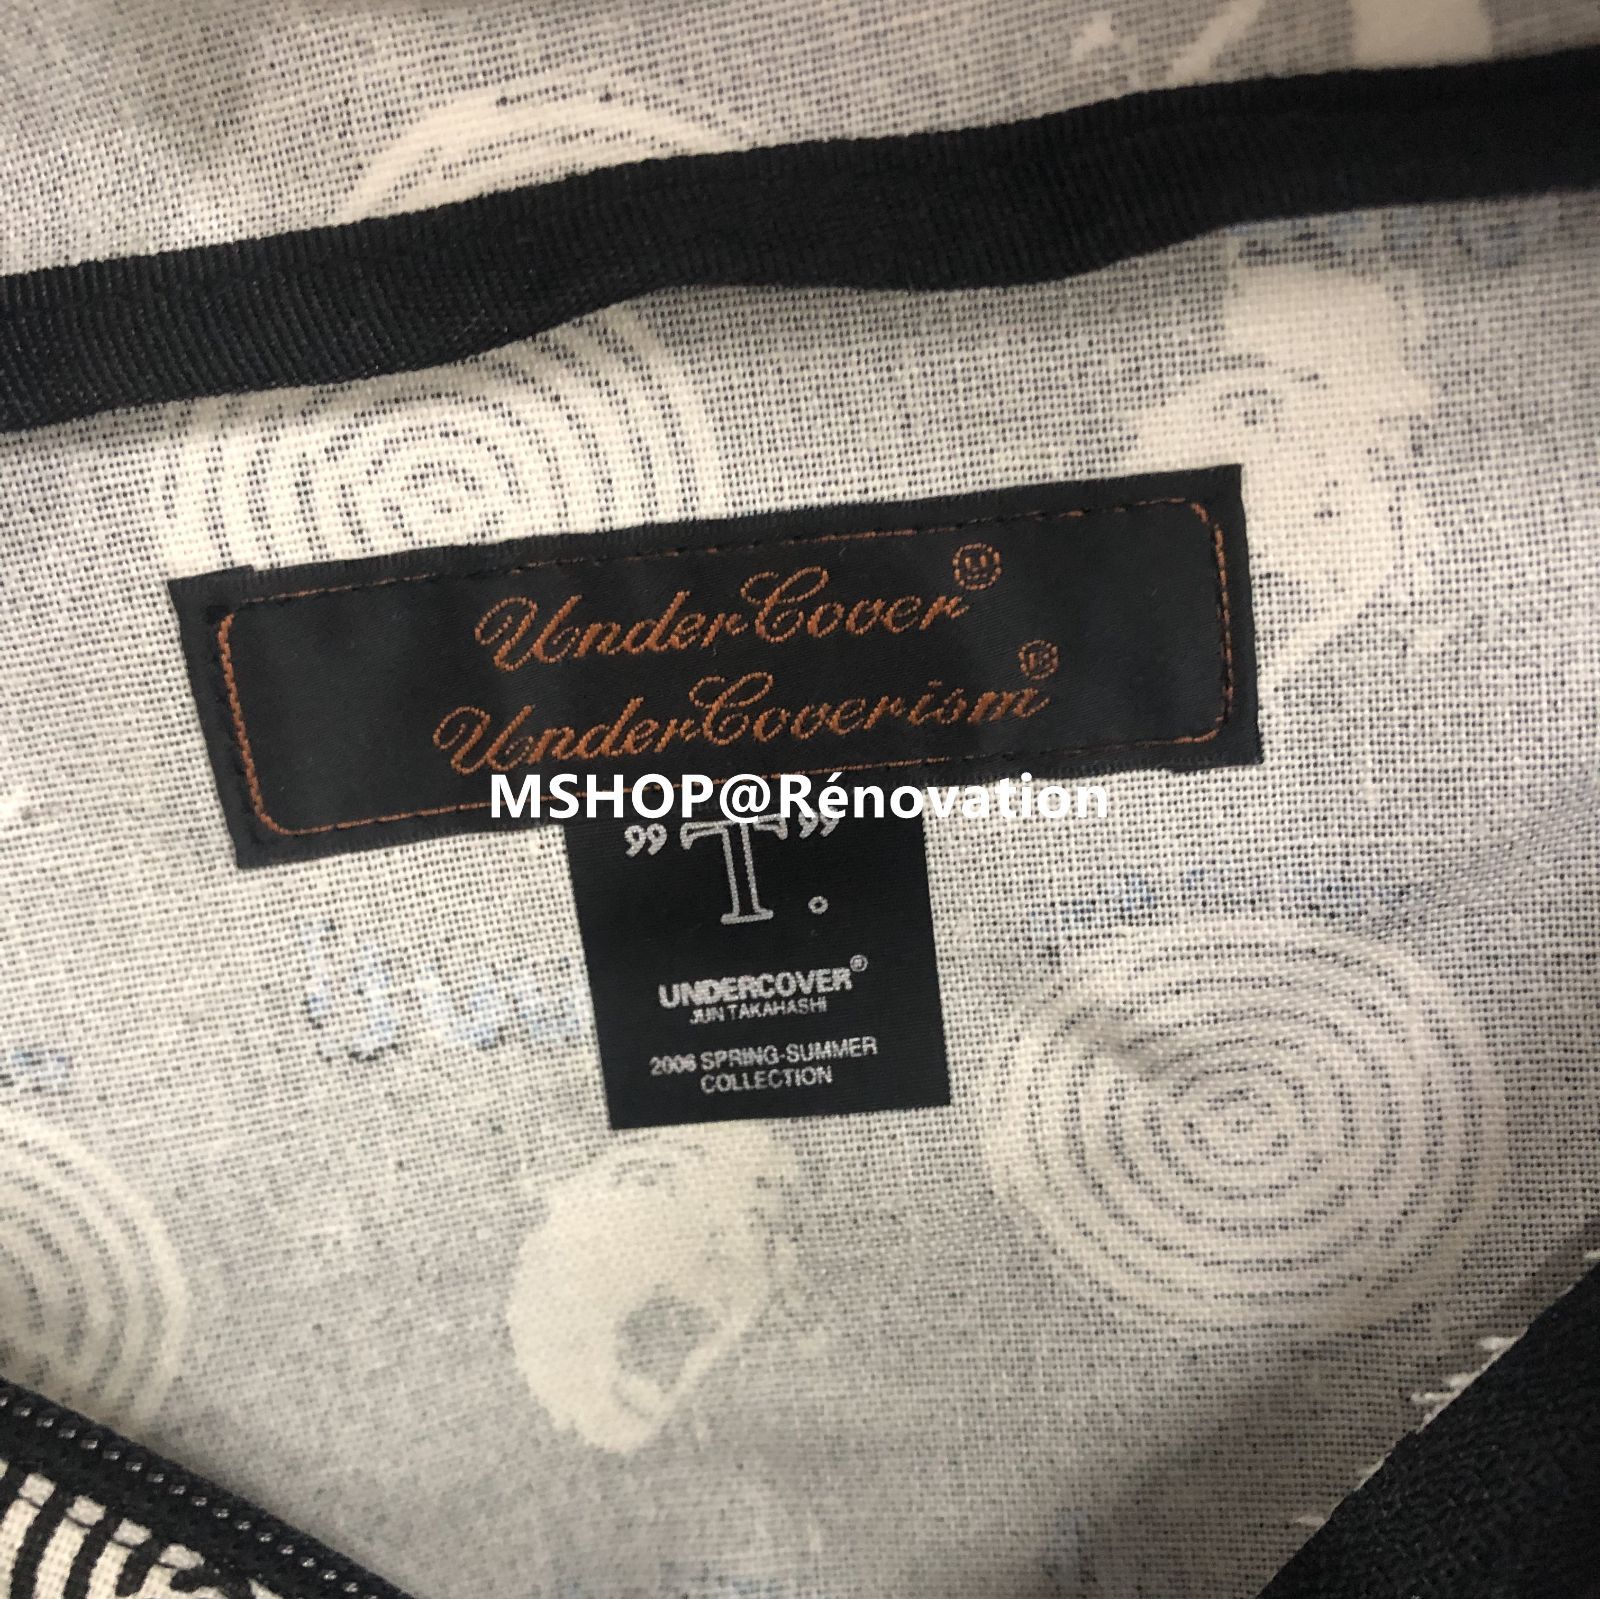 UnderCover®
UnderCoverism®
MSHOP@Rénovation
”T”。
UNDERCOVER®
JUN TAKAHASHI
2006 SPRING-SUMMER
COLLECTION